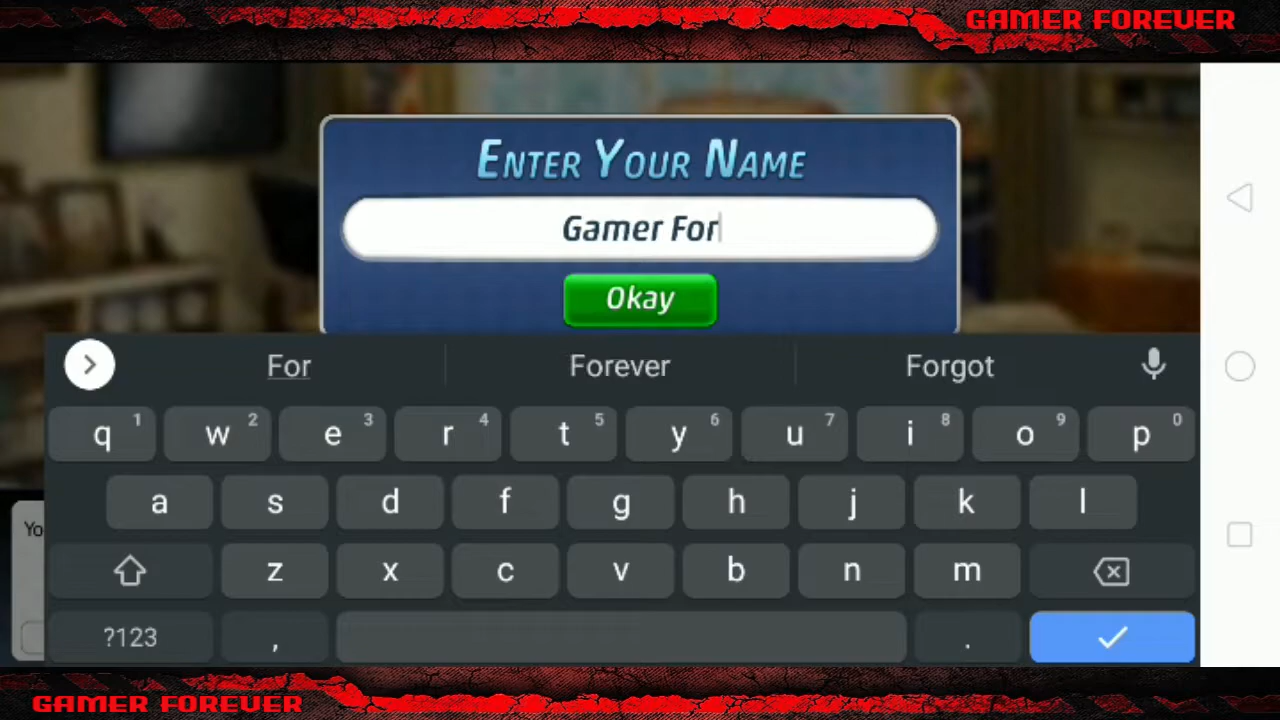 GAMER FOREVER
ENTER YOUR NAME
Gamer For
Okay
For Forever Forgot
q 1 w 2 e 3 r 4 t 5 y 6 u 7 i 8 o 9 p 0
a s d f g h j k l
Yo
z x c v b n m
?123 , .
GAMER FOREVER